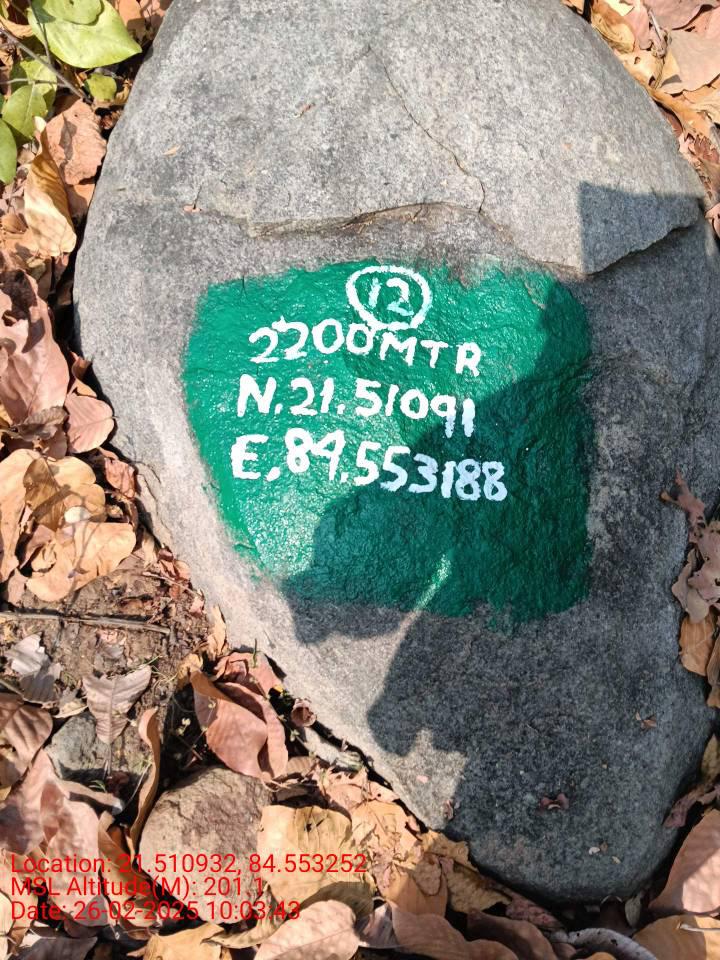 12
2200MTR
N.21.51091
E.84.553188
Location: 21.510932, 84.553252
MSL Altitude(M): 201.1
Date: 26-02-2025 10:03:43